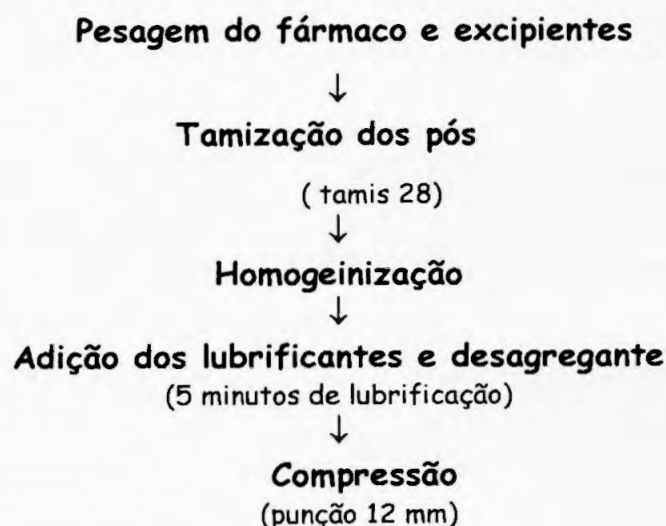 Pesagem do fármaco e excipientes
↓
Tamização dos pós
( tamis 28)
↓
Homogeinização
↓
Adição dos lubrificantes e desagregante
(5 minutos de lubrificação)
↓
Compressão
(punção 12 mm)